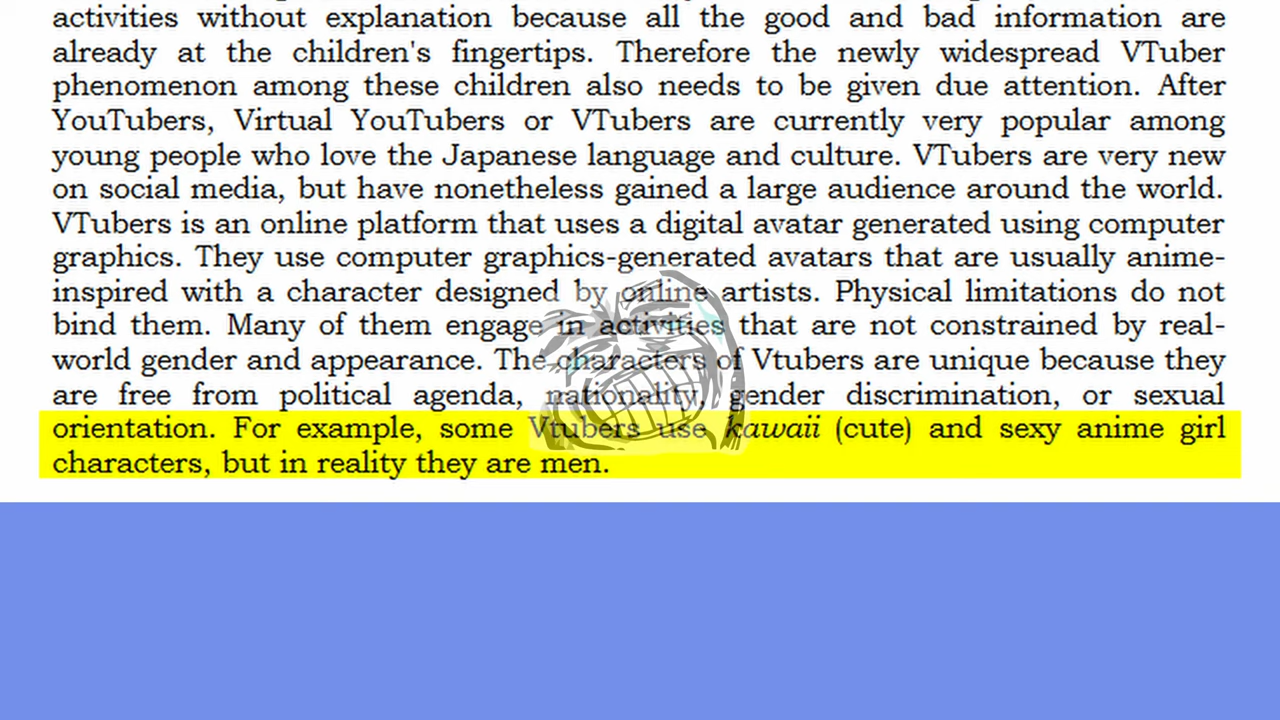 activities without explanation because all the good and bad information are
already at the children's fingertips. Therefore the newly widespread VTuber
phenomenon among these children also needs to be given due attention. After
YouTubers, Virtual YouTubers or VTubers are currently very popular among
young people who love the Japanese language and culture. VTubers are very new
on social media, but have nonetheless gained a large audience around the world.
VTubers is an online platform that uses a digital avatar generated using computer
graphics. They use computer graphics-generated avatars that are usually anime-
inspired with a character designed by online artists. Physical limitations do not
bind them. Many of them engage in activities that are not constrained by real-
world gender and appearance. The characters of Vtubers are unique because they
are free from political agenda, nationality, gender discrimination, or sexual
orientation. For example, some Vtubers use kawaii (cute) and sexy anime girl
characters, but in reality they are men.